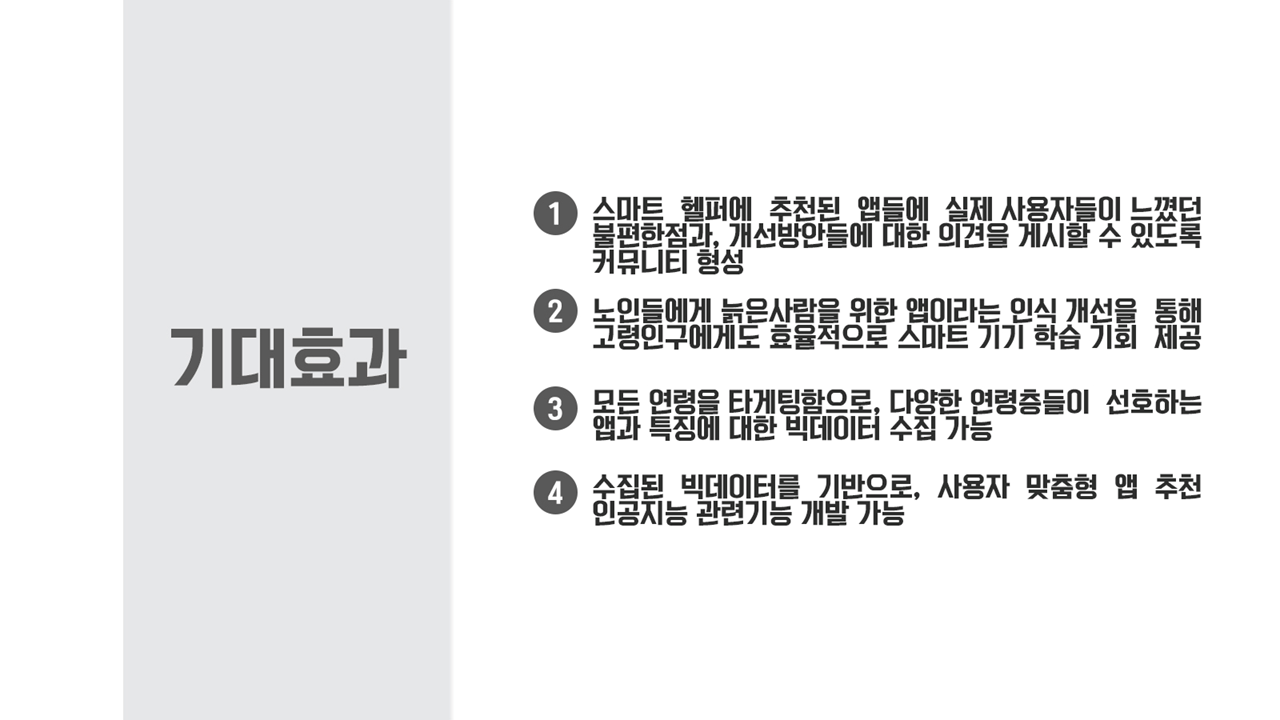 기대효과
1 스마트 헬퍼에 추천된 앱들에 실제 사용자들이 느꼈던
불편한점과, 개선방안들에 대한 의견을 게시할 수 있도록
커뮤니티 형성
2 노인들에게 늙은사람을 위한 앱이라는 인식 개선을 통해
고령인구에게도 효율적으로 스마트 기기 학습 기회 제공
3 모든 연령을 타게팅함으로, 다양한 연령층들이 선호하는
앱과 특징에 대한 빅데이터 수집 가능
4 수집된 빅데이터를 기반으로, 사용자 맞춤형 앱 추천
인공지능 관련기능 개발 가능